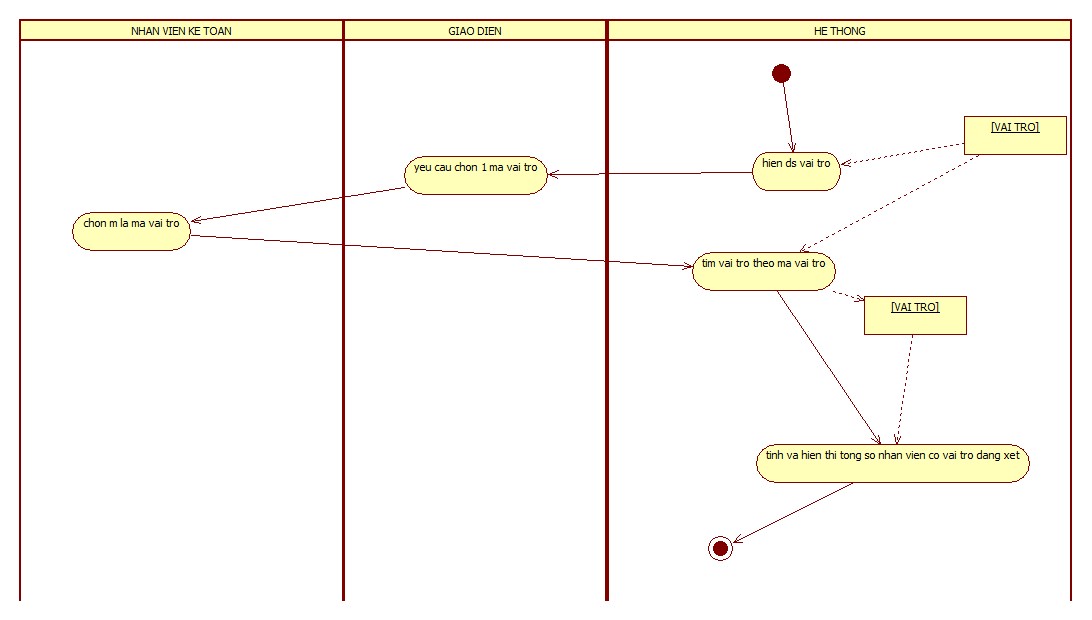 NHAN VIEN KE TOAN
GIAO DIEN
HE THONG
[VAI TRO]
hien ds vai tro
yeu cau chon 1 ma vai tro
chon m la ma vai tro
tim vai tro theo ma vai tro
[VAI TRO]
tinh va hien thi tong so nhan vien co vai tro dang xet